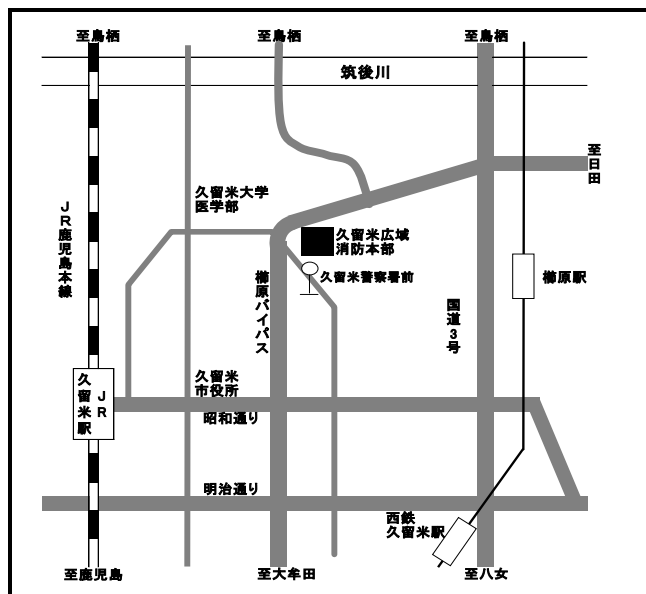 至鳥栖
至鳥栖
至鳥栖
筑後川
至日田
久留米大学
医学部
JR鹿児島本線
久留米広域
消防本部
久留米警察署前
櫛原バイパス
国道3号
櫛原駅
JR
久留米駅
久留米
市役所
昭和通り
明治通り
西鉄
久留米駅
至鹿児島
至大牟田
至八女